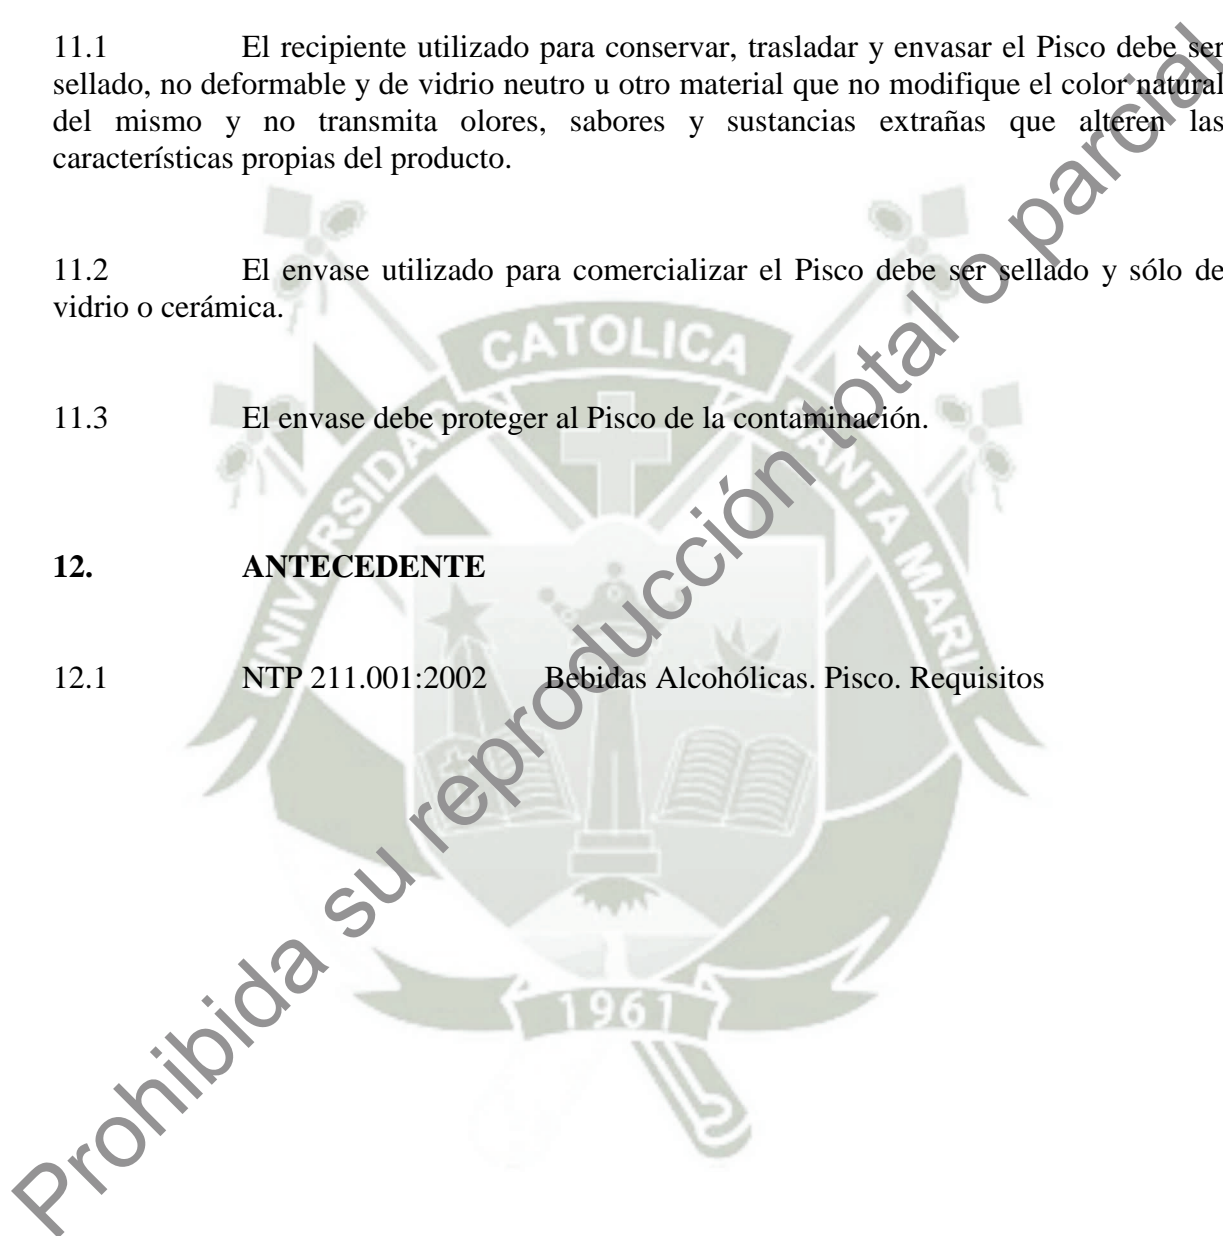 11.1 El recipiente utilizado para conservar, trasladar y envasar el Pisco debe ser
sellado, no deformable y de vidrio neutro u otro material que no modifique el color natural
del mismo y no transmita olores, sabores y sustancias extrañas que alteren las
características propias del producto.
11.2 El envase utilizado para comercializar el Pisco debe ser sellado y sólo de
vidrio o cerámica.
CATOLICA
11.3 El envase debe proteger al Pisco de la contaminación.
UNIVERSIDAD
SANTA MARIA
12. ANTECEDENTE
12.1 NTP 211.001:2002 Bebidas Alcohólicas. Pisco. Requisitos
1961
Prohibida su reproducción total o parcial